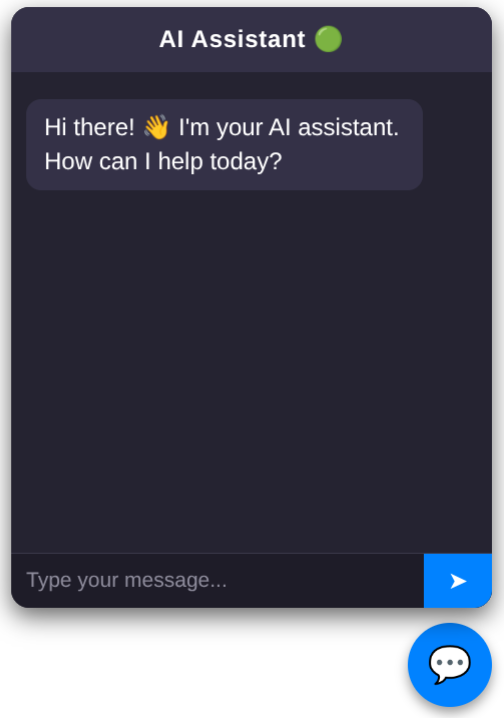 AI Assistant 🟢
Hi there! 👋 I'm your AI assistant.
How can I help today?
Type your message...